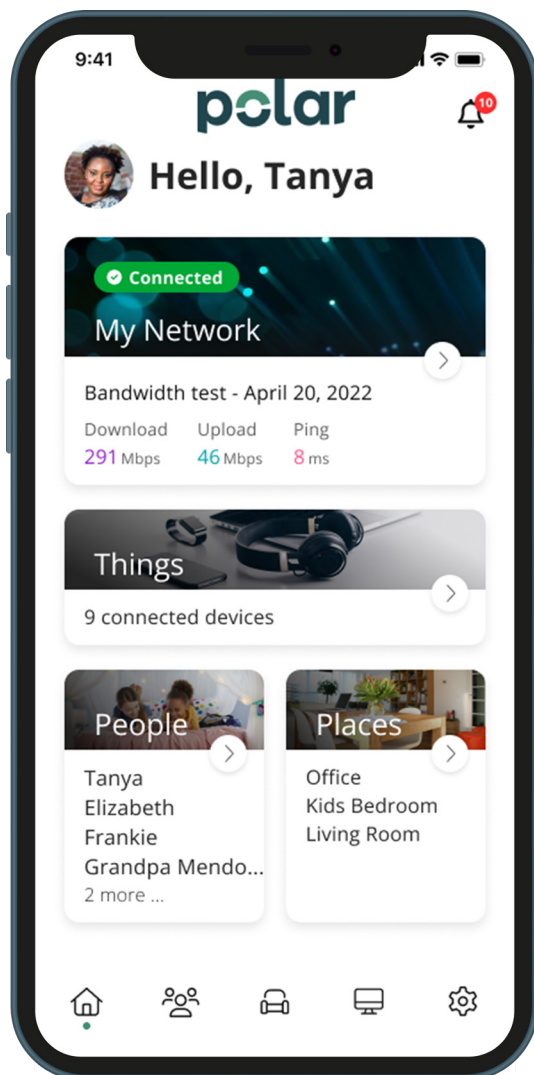 9:41
polar
10
Hello, Tanya
Connected
My Network
Bandwidth test - April 20, 2022
Download Upload Ping
291 Mbps 46 Mbps 8 ms
Things
9 connected devices
People
Tanya
Elizabeth
Frankie
Grandpa Mendo...
2 more ...
Places
Office
Kids Bedroom
Living Room